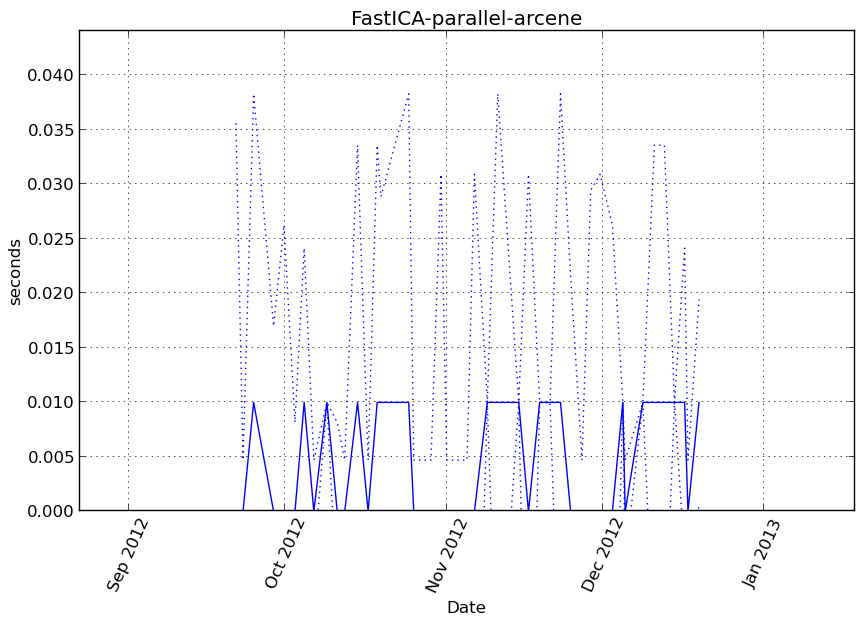 FastICA-parallel-arcene
seconds
0.040
0.035
0.030
0.025
0.020
0.015
0.010
0.005
0.000
Sep 2012
Oct 2012
Nov 2012
Dec 2012
Jan 2013
Date